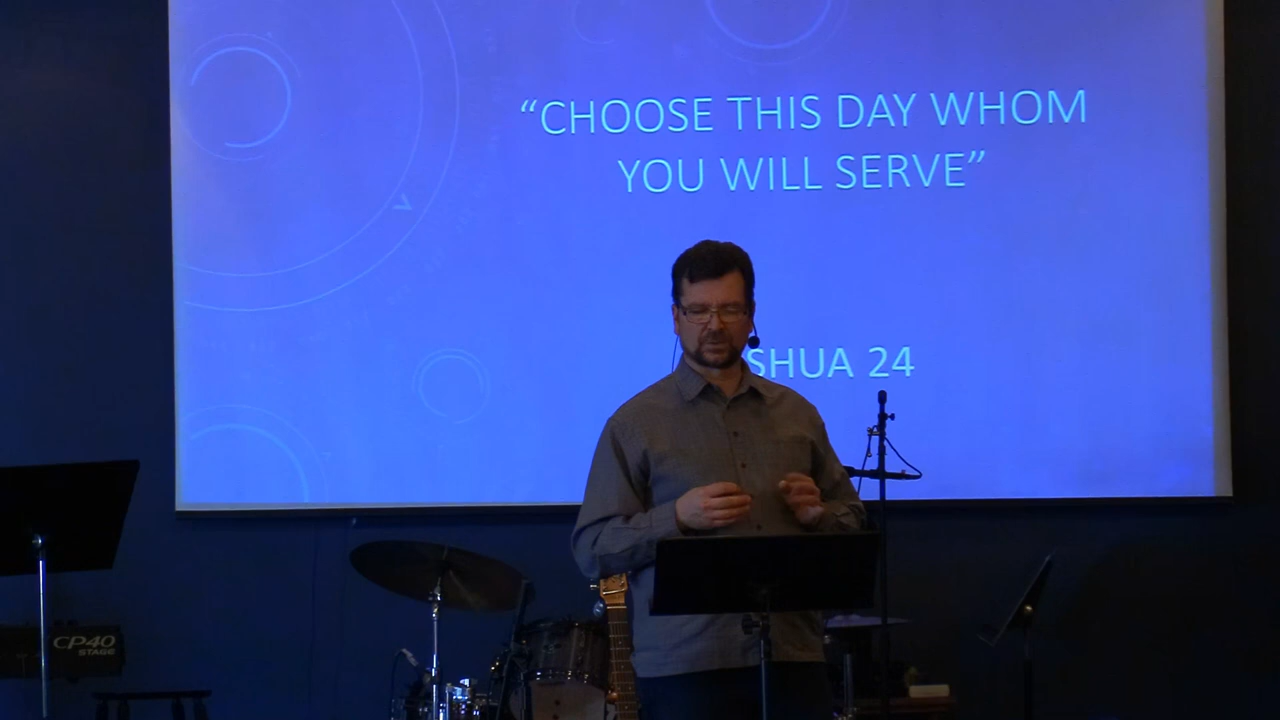 “CHOOSE THIS DAY WHOM
YOU WILL SERVE”
SHUA 24
CP40
STAGE